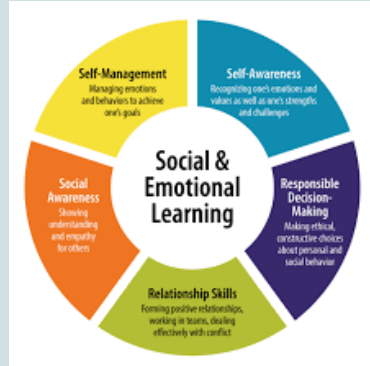 Self-Management
Managing emotions
and behaviors to achieve
one's goals
Self-Awareness
Recognizing one's emotions and
values as well as one's strengths
and challenges
Social &
Emotional
Learning
Social
Awareness
Showing
understanding
and empathy
for others
Responsible
Decision-
Making
Making ethical,
constructive choices
about personal and
social behavior
Relationship Skills
Forming positive relationships,
working in teams, dealing
effectively with conflict